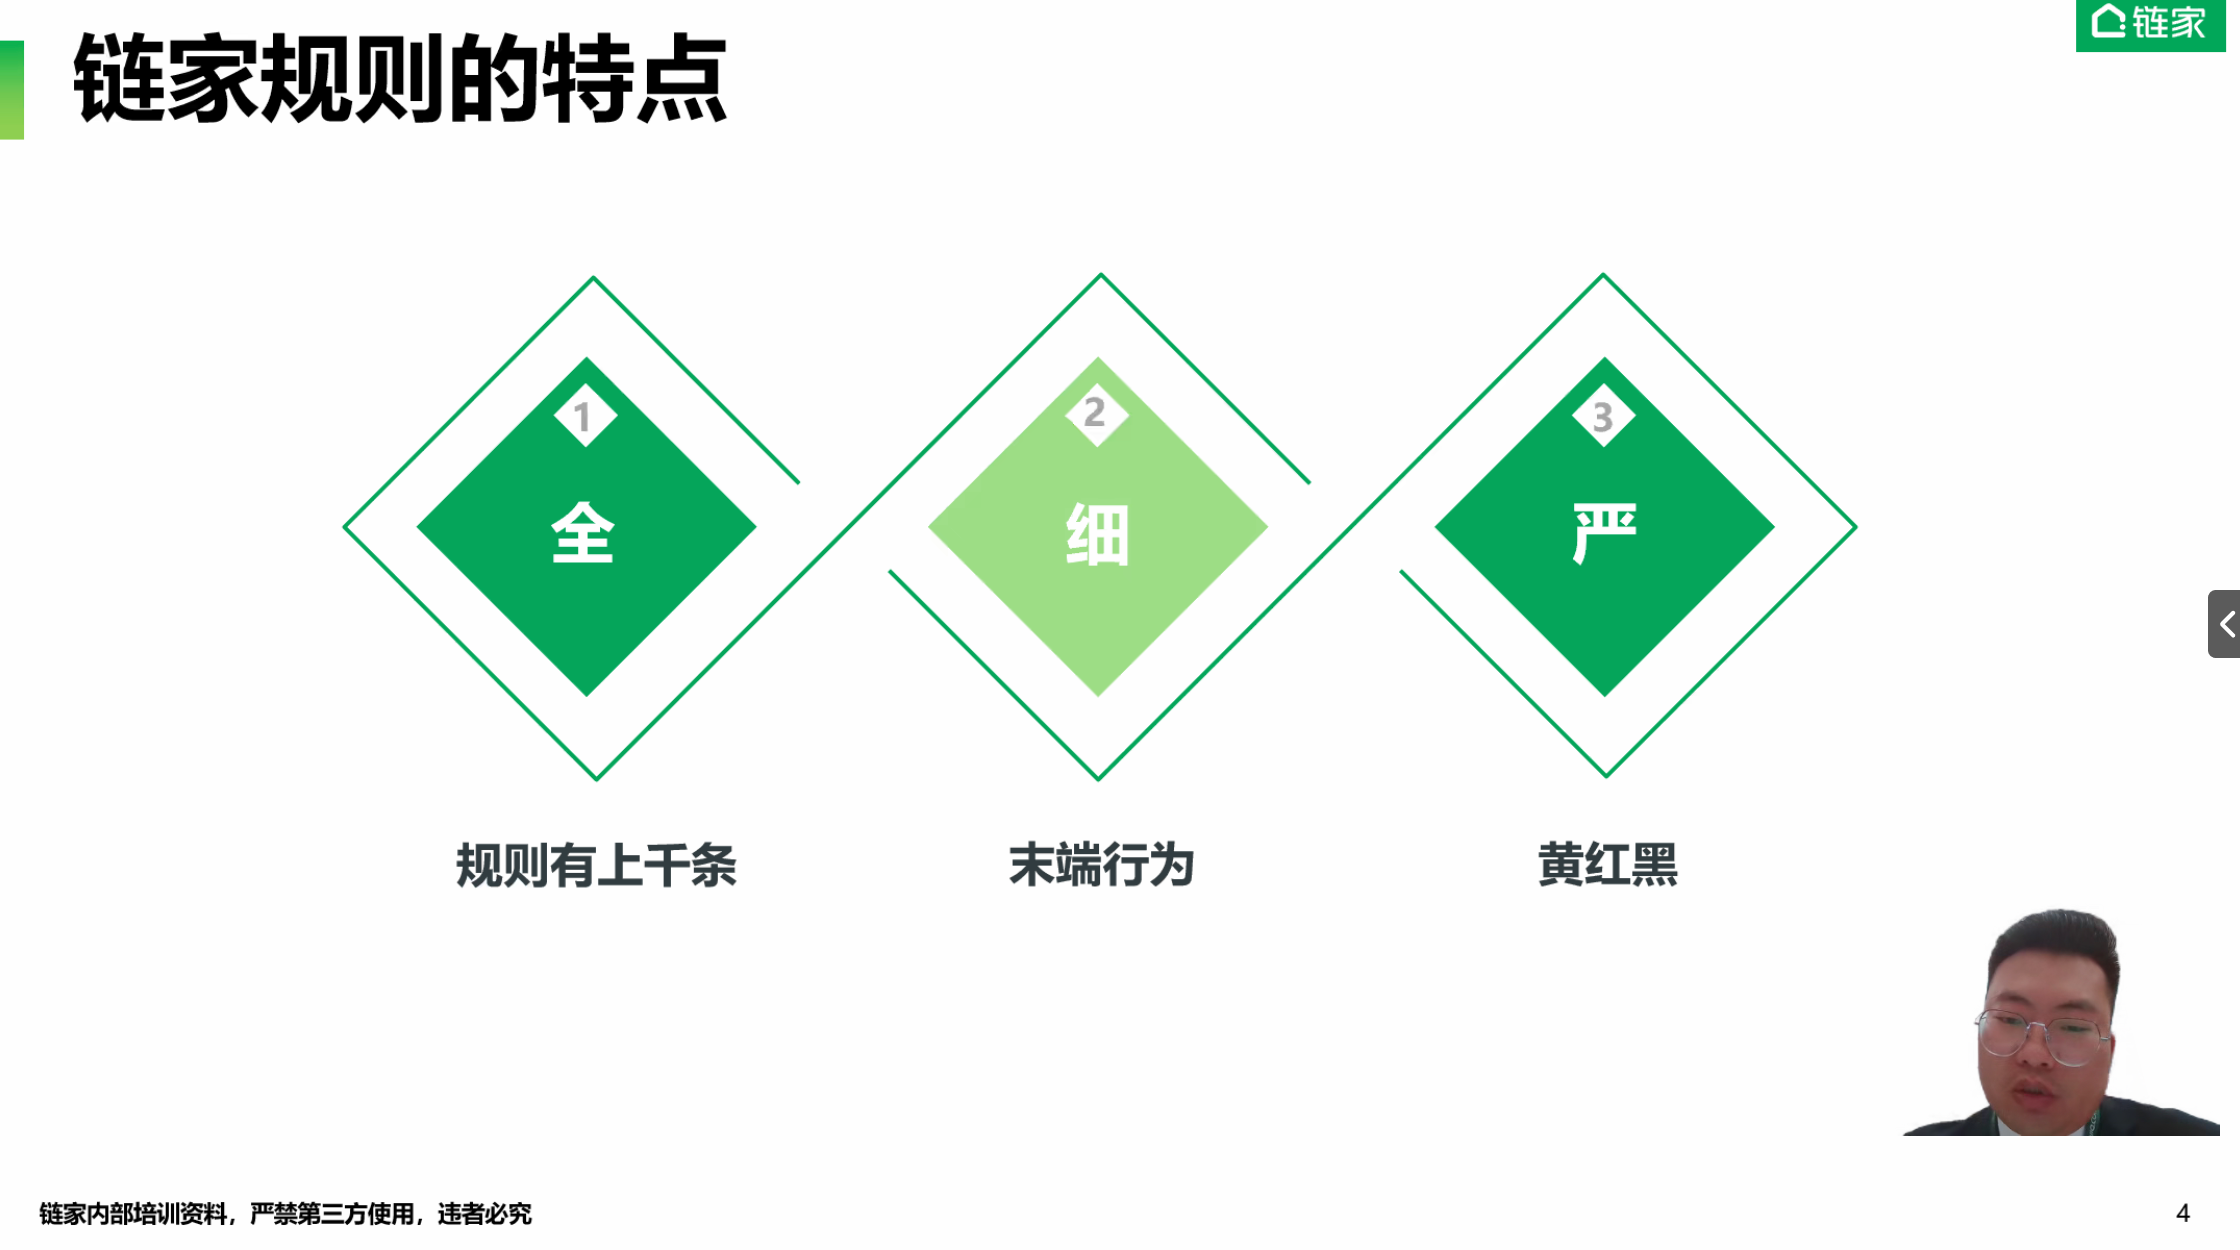 链家
链家规则的特点
1
2
3
全
细
严
规则有上千条
末端行为
黄红黑
链家内部培训资料，严禁第三方使用，违者必究
4